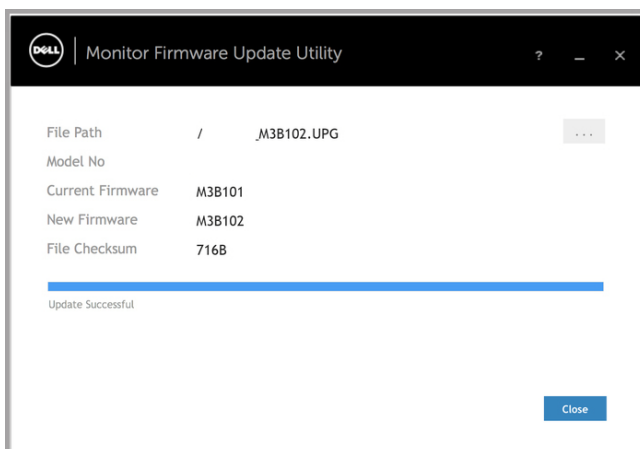 DELL | Monitor Firmware Update Utility ? _ ×
File Path / _M3B102.UPG ...
Model No
Current Firmware M3B101
New Firmware M3B102
File Checksum 716B
Update Successful
Close